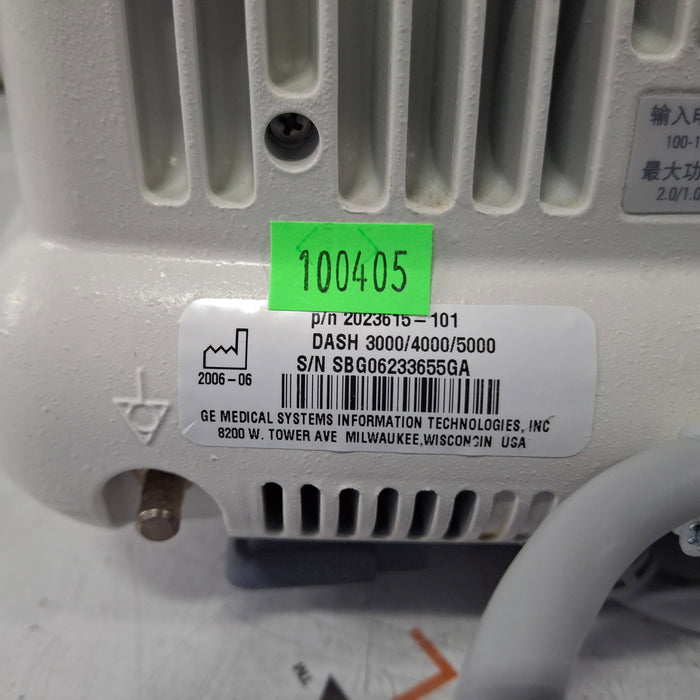 输入
100-1
最大功
2.0/1.0
100405
p/n 2023615-101
DASH 3000/4000/5000
S/N SBG06233655GA
2006-06
GE MEDICAL SYSTEMS INFORMATION TECHNOLOGIES, INC
8200 W. TOWER AVE MILWAUKEE, WISCONSIN USA
TM